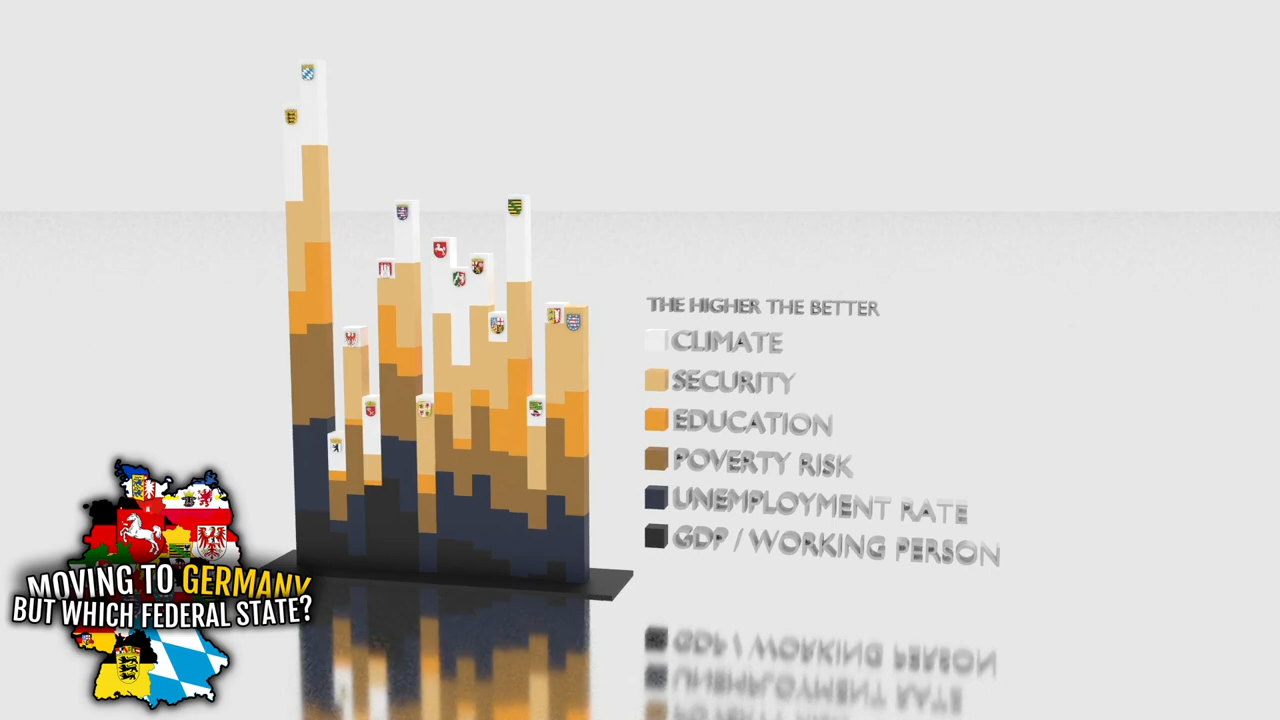 THE HIGHER THE BETTER
CLIMATE
SECURITY
EDUCATION
POVERTY RISK
UNEMPLOYMENT RATE
GDP / WORKING PERSON
MOVING TO GERMANY
BUT WHICH FEDERAL STATE?